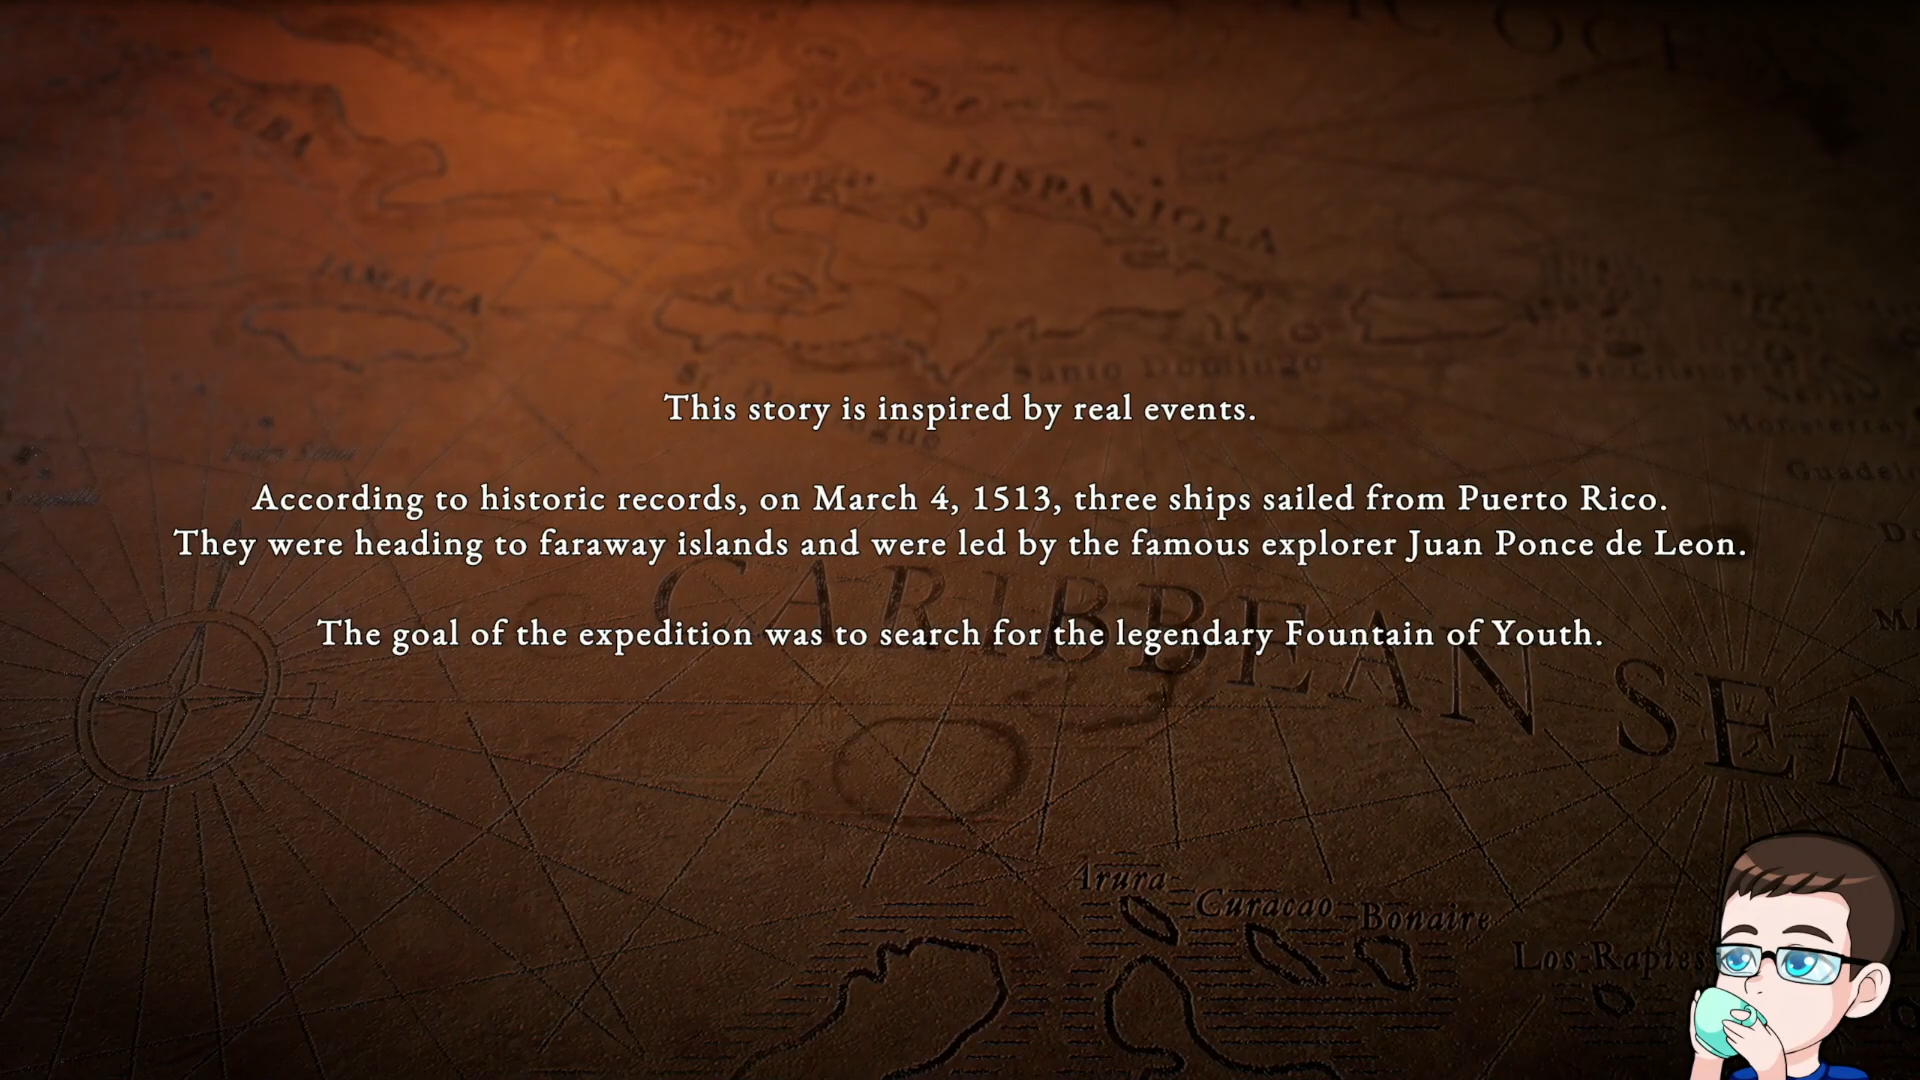 CUBA
HISPANIOLA
JAMAICA
Santo Domingo
This story is inspired by real events.
According to historic records, on March 4, 1513, three ships sailed from Puerto Rico.
They were heading to faraway islands and were led by the famous explorer Juan Ponce de Leon.
CARIBBEAN SEA
The goal of the expedition was to search for the legendary Fountain of Youth.
Arura
Curacao
Bonaire